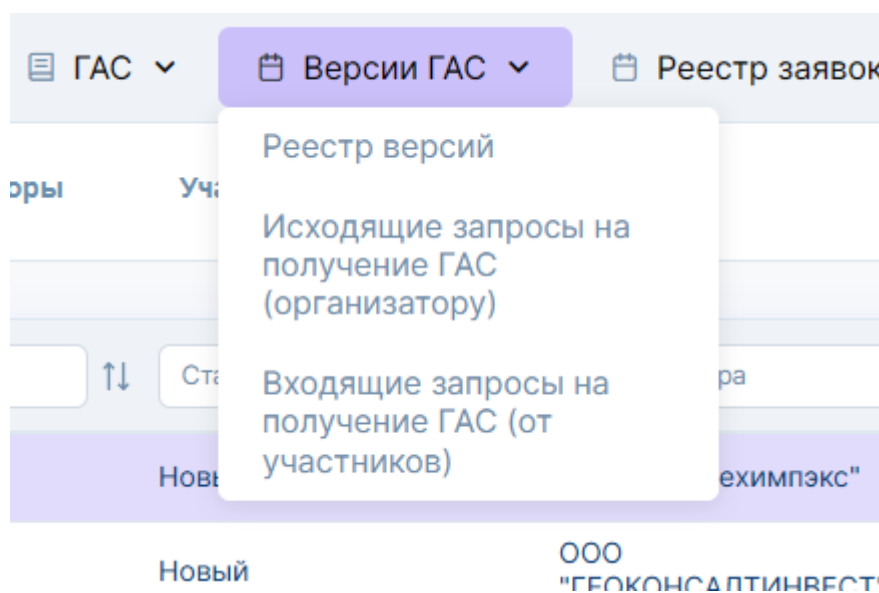 ГАС
Версии ГАС
Реестр заявок
Реестр версий
Исходящие запросы на
получение ГАС
(организатору)
Входящие запросы на
получение ГАС (от
участников)
Новый
ООО
"ГЕОКОНСАЛТИНВЕСТ"